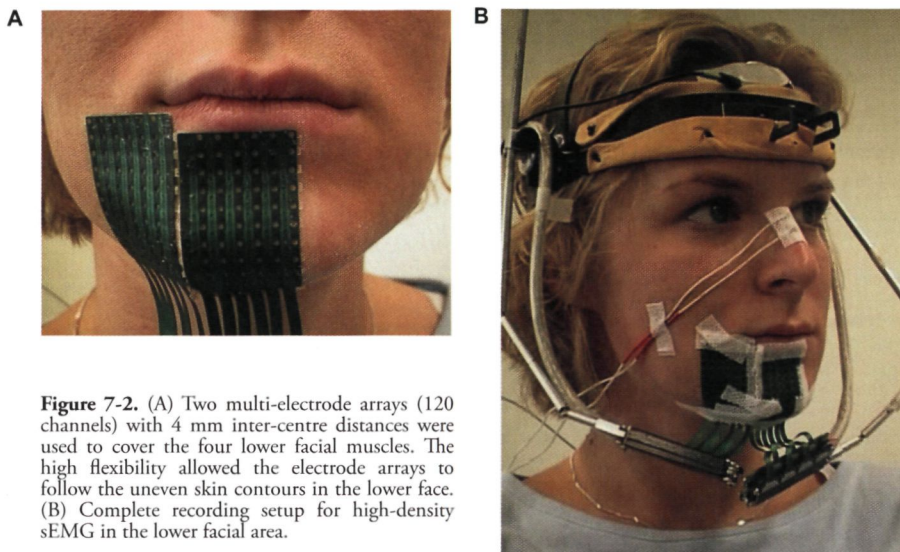 A
B
Figure 7-2. (A) Two multi-electrode arrays (120
channels) with 4 mm inter-centre distances were
used to cover the four lower facial muscles. The
high flexibility allowed the electrode arrays to
follow the uneven skin contours in the lower face.
(B) Complete recording setup for high-density
sEMG in the lower facial area.